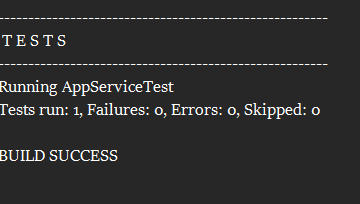 -------------------------------------------------------
T E S T S
-------------------------------------------------------
Running AppServiceTest
Tests run: 1, Failures: 0, Errors: 0, Skipped: 0
BUILD SUCCESS